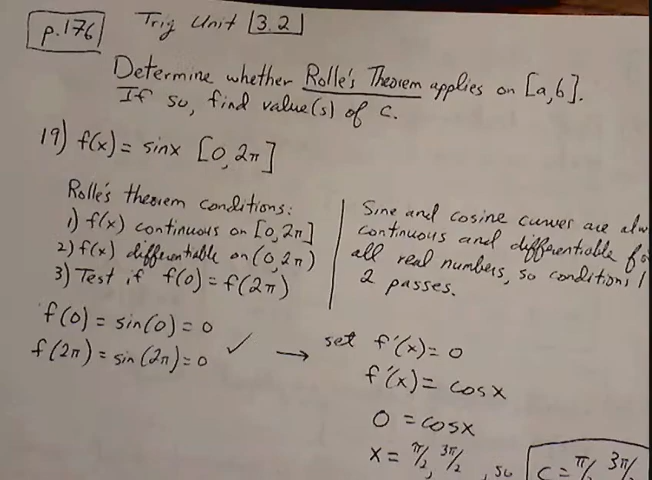 p.176 Trig Unit 3.2
Determine whether Rolle's Theorem applies on [a,b].
If so, find value(s) of c.
19) f(x) = sinx [0, 2π]
Rolle's theorem conditions:
1) f(x) continuous on [0, 2π]
2) f(x) differentiable on (0, 2π)
3) Test if f(0) = f(2π)
Sine and cosine curves are
continuous and differentiable
all real numbers, so conditions 1
2 passes.
f(0) = sin(0) = 0
f(2π) = sin(2π) = 0 ✓ →
set f'(x) = 0
f'(x) = cosx
0 = cosx
x = π/2, 3π/2, so c = π/2, 3π/2